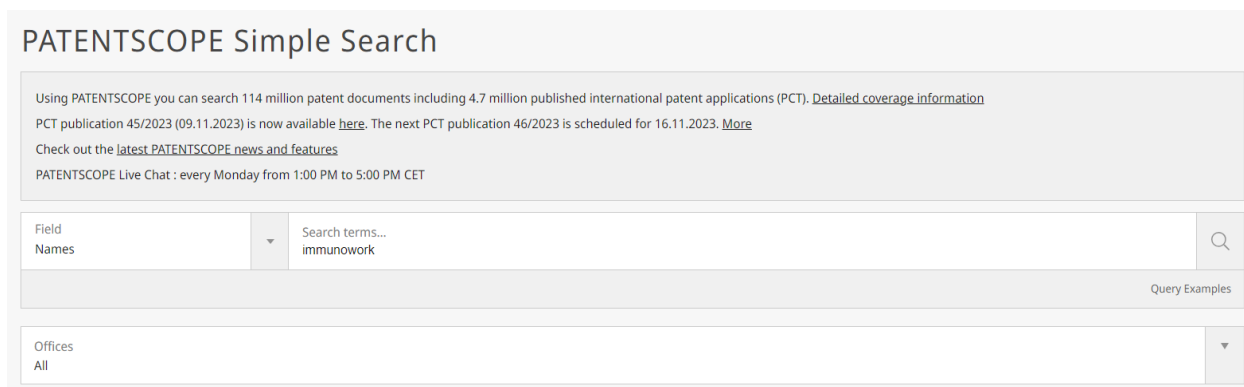 PATENTSCOPE Simple Search
Using PATENTSCOPE you can search 114 million patent documents including 4.7 million published international patent applications (PCT). Detailed coverage information
PCT publication 45/2023 (09.11.2023) is now available here. The next PCT publication 46/2023 is scheduled for 16.11.2023. More
Check out the latest PATENTSCOPE news and features
PATENTSCOPE Live Chat : every Monday from 1:00 PM to 5:00 PM CET
Field
Names
Search terms...
immunowork
Query Examples
Offices
All